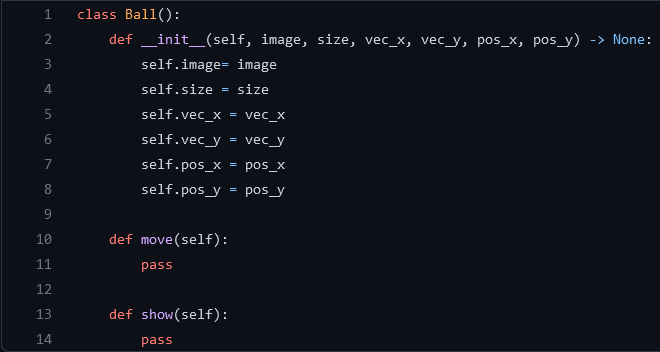 1 class Ball():
2     def __init__(self, image, size, vec_x, vec_y, pos_x, pos_y) -> None:
3         self.image= image
4         self.size = size
5         self.vec_x = vec_x
6         self.vec_y = vec_y
7         self.pos_x = pos_x
8         self.pos_y = pos_y
9
10     def move(self):
11         pass
12
13     def show(self):
14         pass